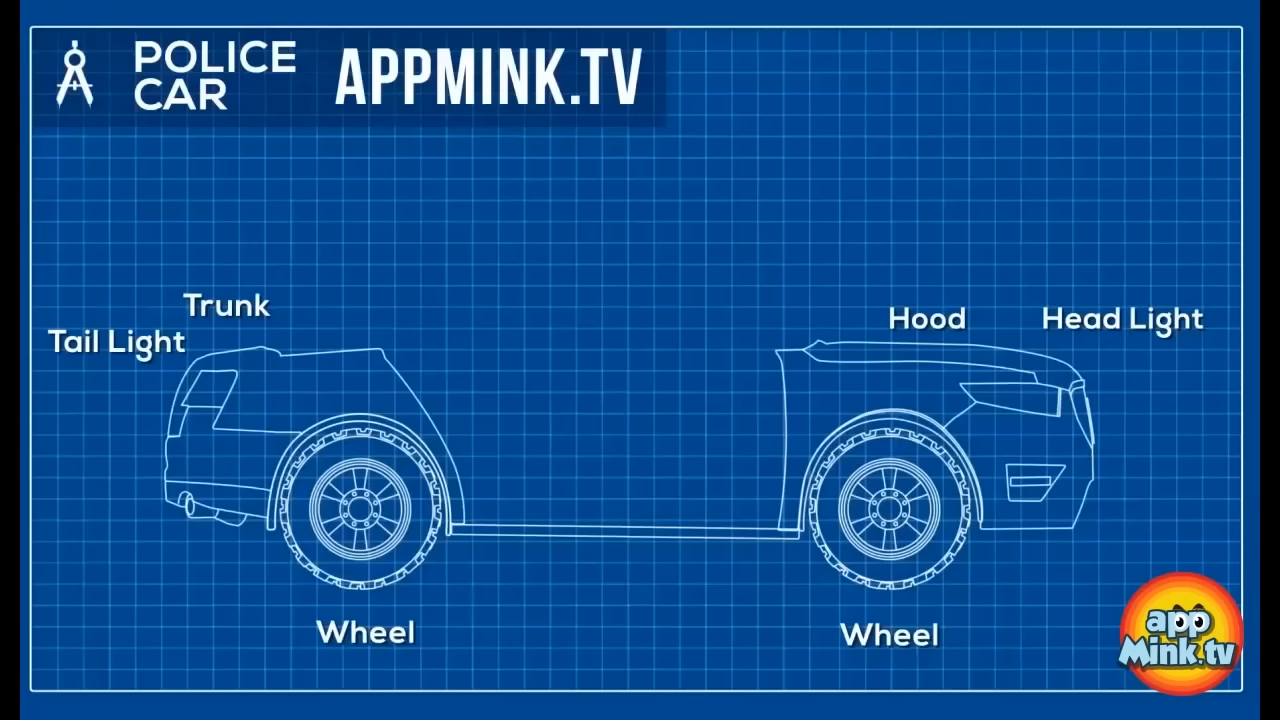 POLICE
CAR
APPMINK.TV
Trunk
Tail Light
Hood
Head Light
Wheel
Wheel
app
Mink.tv